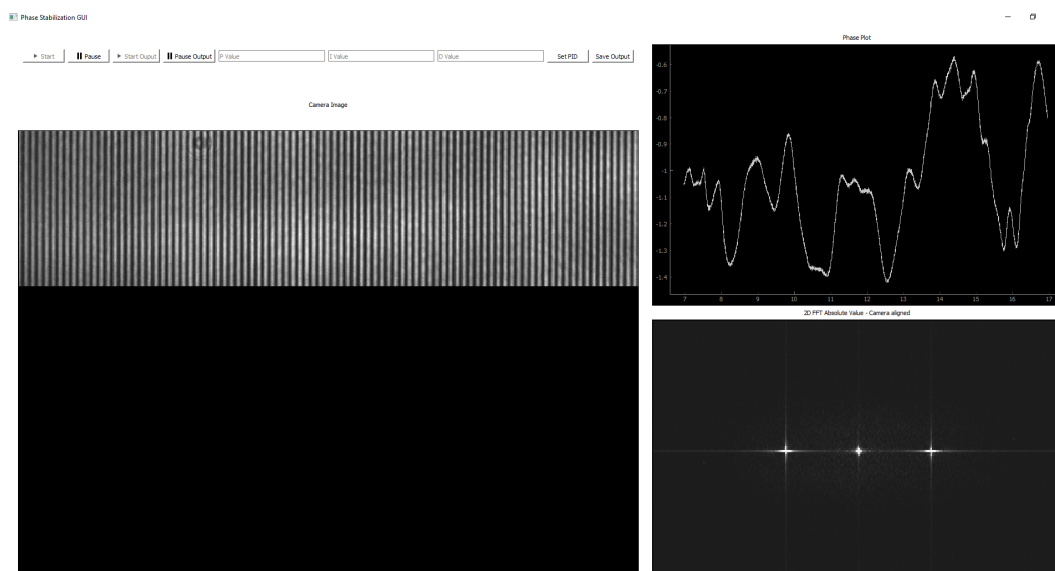 Phase Stabilization GUI
Start Pause Start Ouput Pause Output P Value I Value D Value Set PID Save Output
Camera Image
Phase Plot
-0.6
-0.7
-0.8
-0.9
-1
-1.1
-1.2
-1.3
-1.4
7 8 9 10 11 12 13 14 15 16 17
2D FFT Absolute Value - Camera aligned